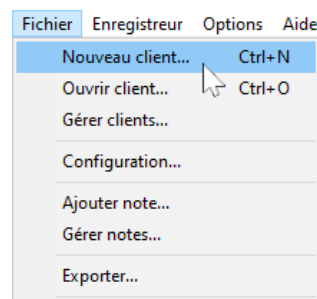 Fichier Enregistreur Options Aide
Nouveau client... Ctrl+N
Ouvrir client... Ctrl+O
Gérer clients...
Configuration...
Ajouter note...
Gérer notes...
Exporter...